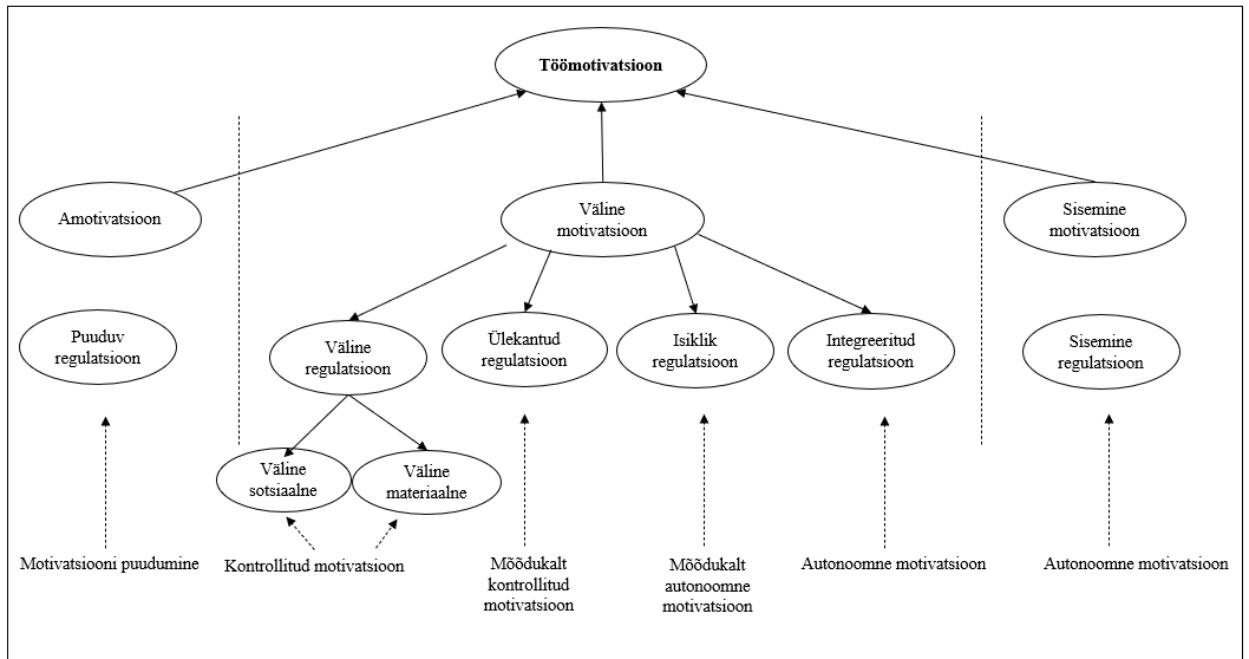 Töömotivatsioon
Amotivatsioon
Väline
motivatsioon
Sisemine
motivatsioon
Puuduv
regulatsioon
Väline
regulatsioon
Ülekantud
regulatsioon
Isiklik
regulatsioon
Integreeritud
regulatsioon
Sisemine
regulatsioon
Väline
sotsiaalne
Väline
materiaalne
Motivatsiooni puudumine
Kontrollitud motivatsioon
Mõõdukalt
kontrollitud
motivatsioon
Mõõdukalt
autonoomne
motivatsioon
Autonoomne motivatsioon
Autonoomne motivatsioon